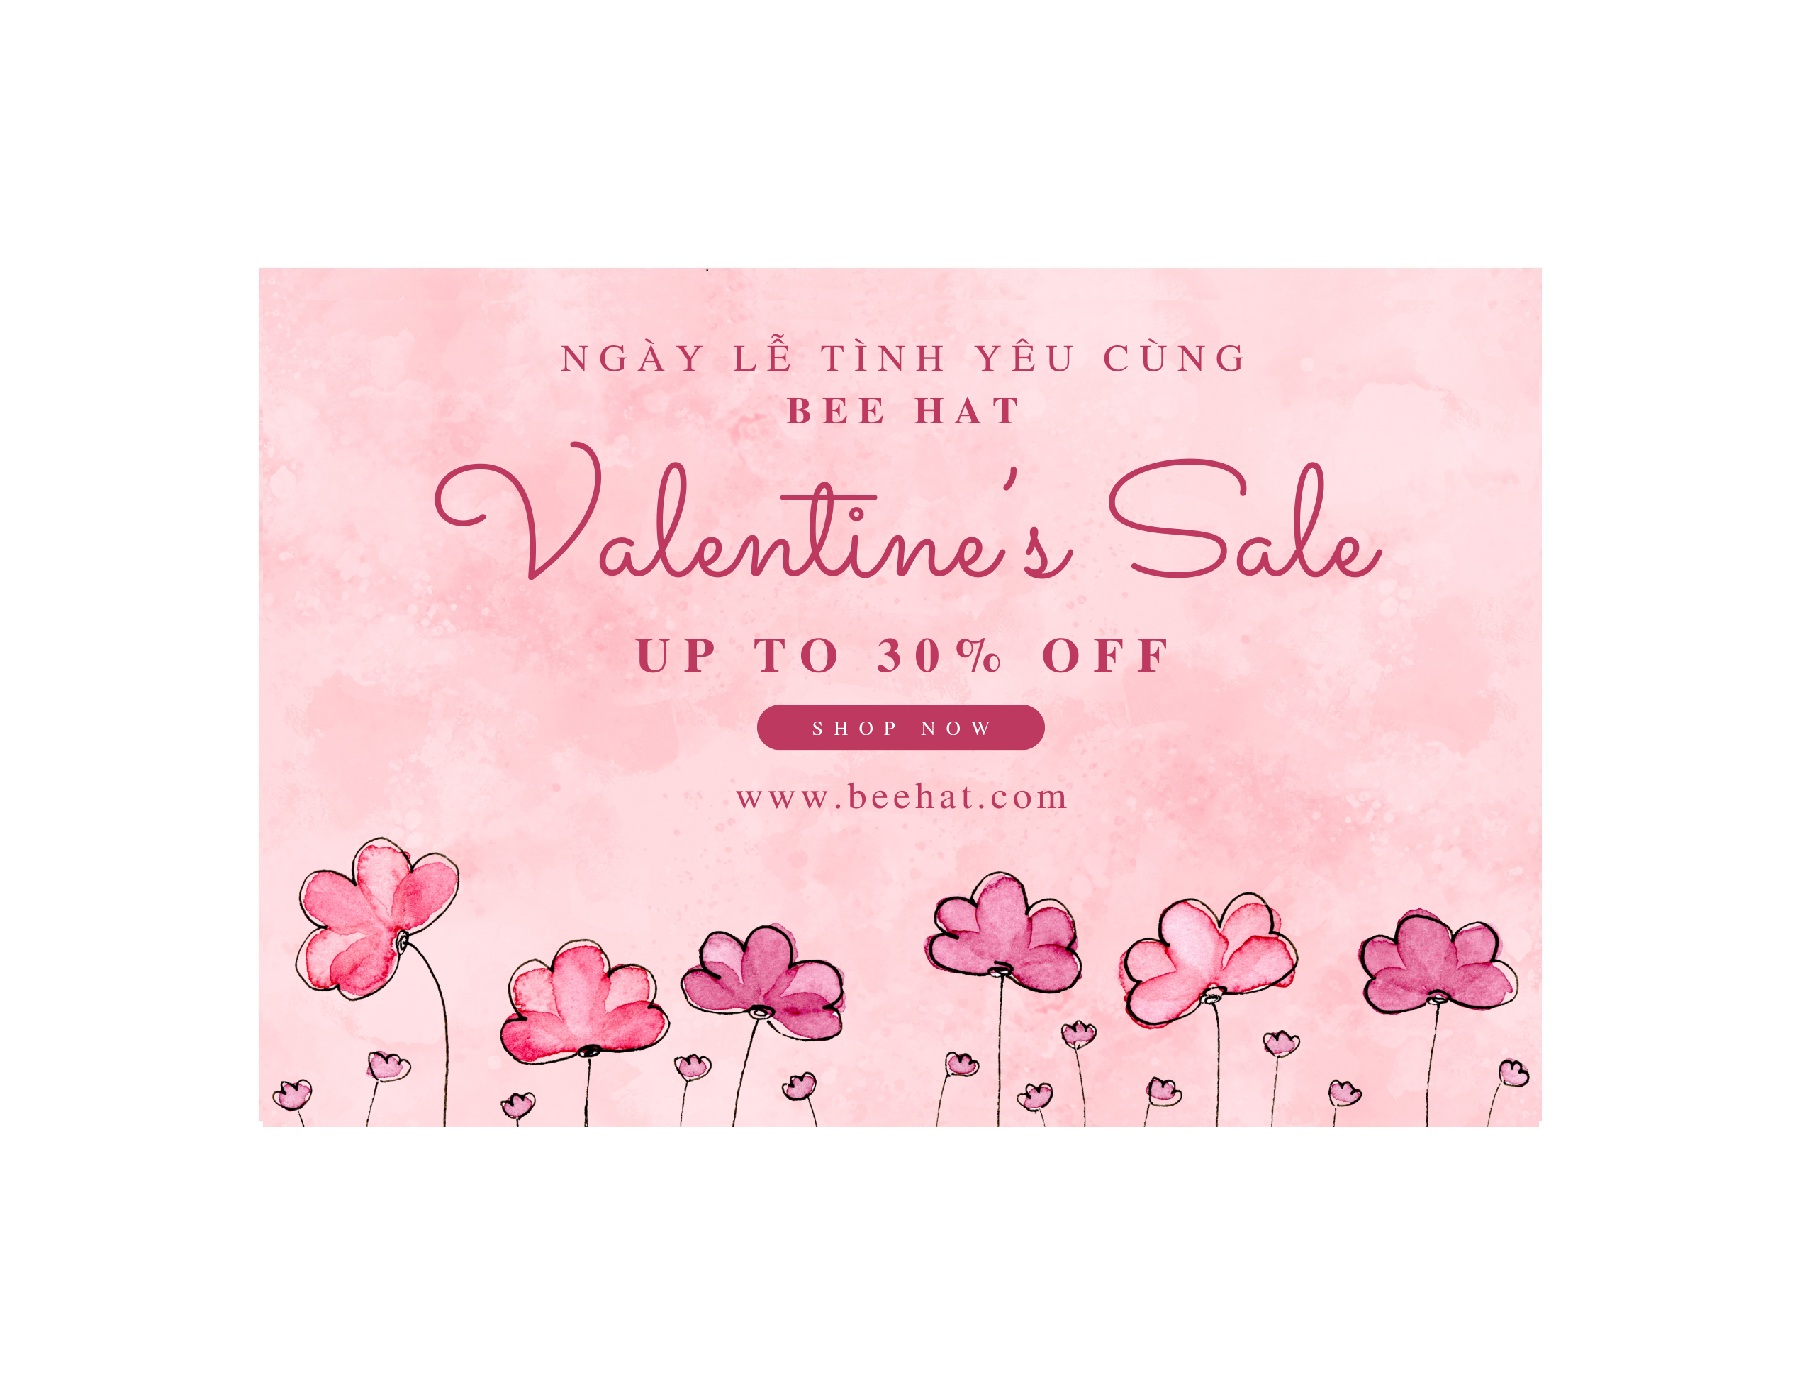 NGÀY LỄ TÌNH YÊU CÙNG
BEE HAT
Valentine's Sale
UP TO 30% OFF
SHOP NOW
www.beehat.com